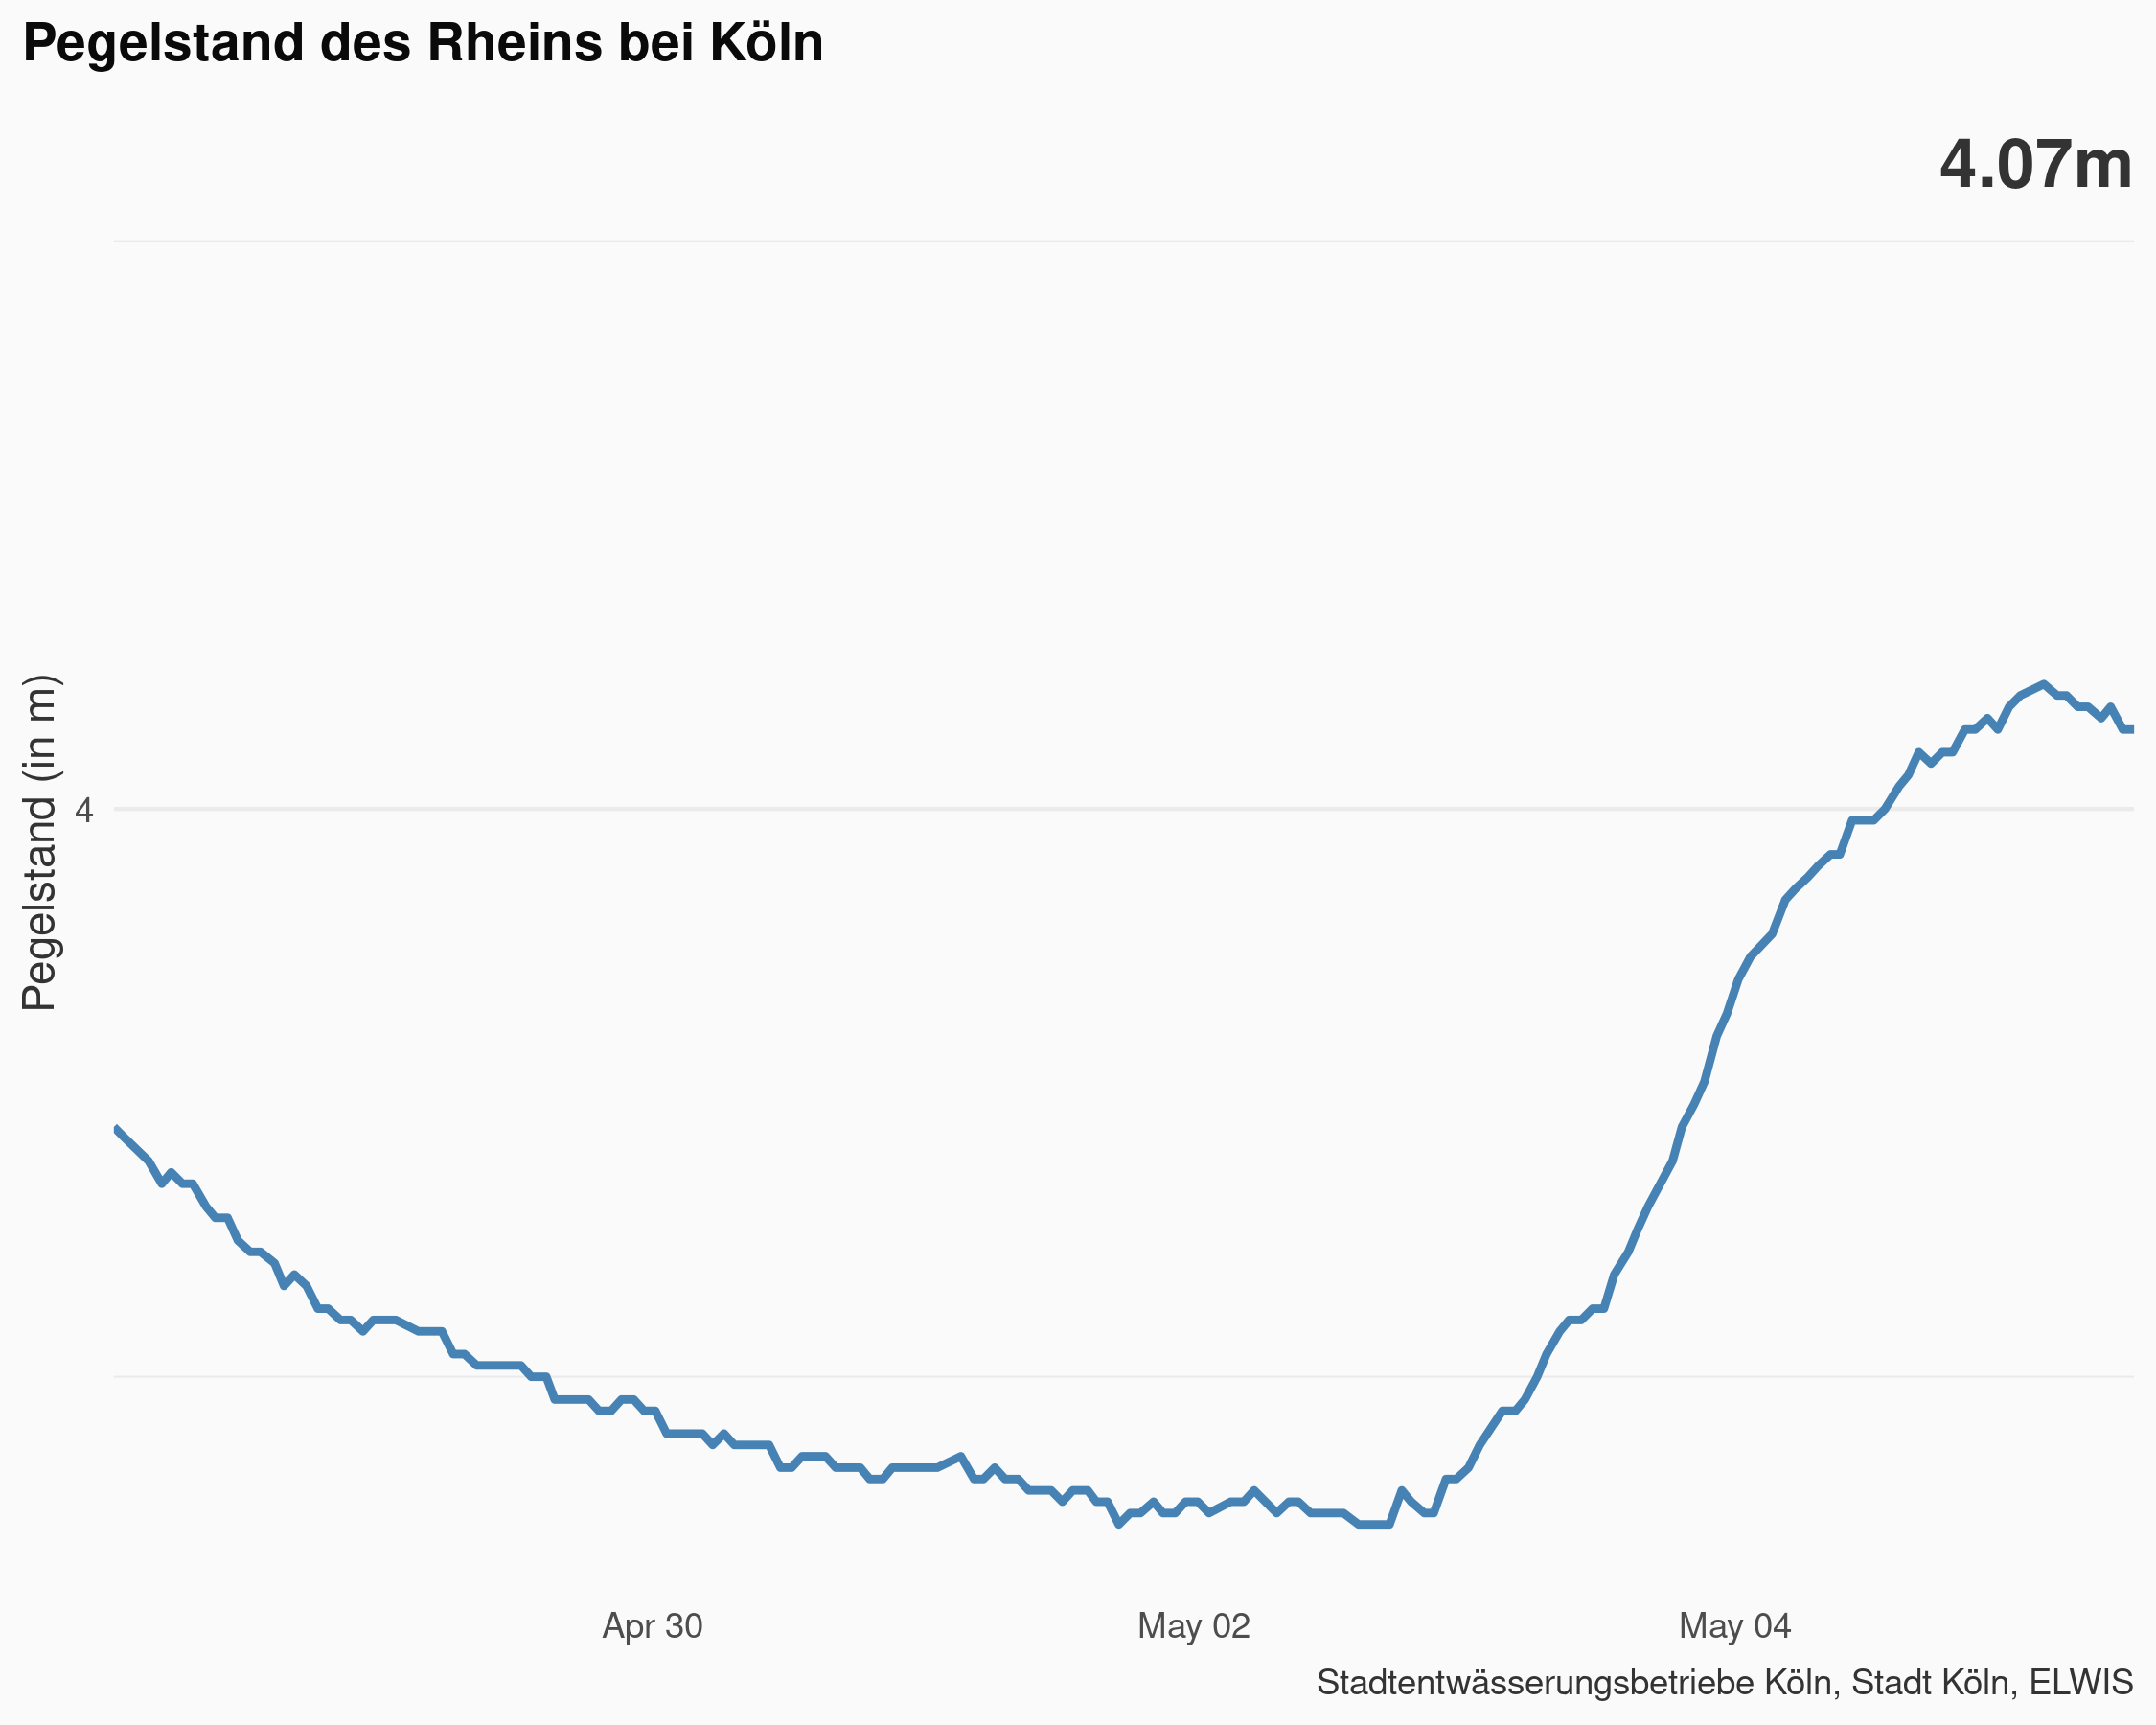 Pegelstand des Rheins bei Köln
4.07m
Pegelstand (in m)
4
Apr 30
May 02
May 04
Stadtentwässerungsbetriebe Köln, Stadt Köln, ELWIS